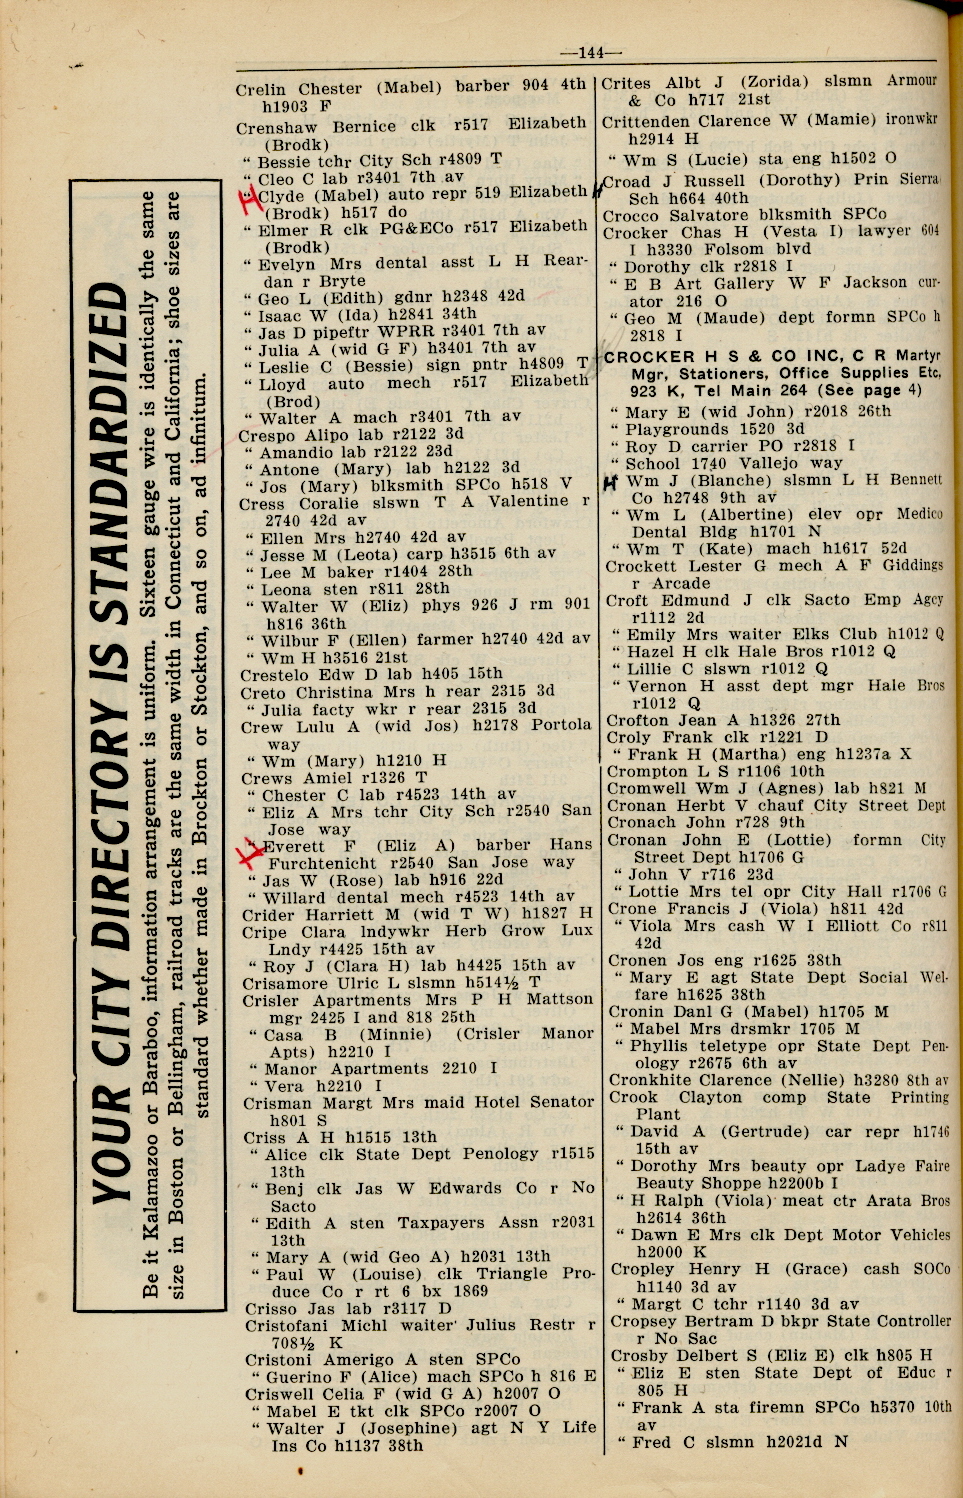 —144—
YOUR CITY DIRECTORY IS STANDARDIZED
Be it Kalamazoo or Baraboo, information arrangement is uniform. Sixteen gauge wire is identically the same
size in Boston or Bellingham, railroad tracks are the same width in Connecticut and California; shoe sizes are
standard whether made in Brockton or Stockton, and so on, ad infinitum.
Crelin Chester (Mabel) barber 904 4th
h1903 F
Crenshaw Bernice clk r517 Elizabeth
(Brodk)
" Bessie tchr City Sch r4809 T
" Cleo C lab r3401 7th av
H " Clyde (Mabel) auto repr 519 Elizabeth
(Brodk) h517 do
" Elmer R clk PG&ECo r517 Elizabeth
(Brodk)
" Evelyn Mrs dental asst L H Rear-
dan r Bryte
" Geo L (Edith) gdnr h2348 42d
" Isaac W (Ida) h2841 34th
" Jas D pipeftr WPRR r3401 7th av
" Julia A (wid G F) h3401 7th av
" Leslie C (Bessie) sign pntr h4809 T
" Lloyd auto mech r517 Elizabeth
(Brod)
" Walter A mach r3401 7th av
Crespo Alipo lab r2122 3d
" Amandio lab r2122 23d
" Antone (Mary) lab h2122 3d
" Jos (Mary) blksmith SPCo h518 V
Cress Coralie slswn T A Valentine r
2740 42d av
" Ellen Mrs h2740 42d av
" Jesse M (Leota) carp h3515 6th av
" Lee M baker r1404 28th
" Leona sten r811 28th
" Walter W (Eliz) phys 926 J rm 901
h816 36th
" Wilbur F (Ellen) farmer h2740 42d av
" Wm H h3516 21st
Crestelo Edw D lab h405 15th
Creto Christina Mrs h rear 2315 3d
" Julia facty wkr r rear 2315 3d
Crew Lulu A (wid Jos) h2178 Portola
way
" Wm (Mary) h1210 H
Crews Amiel r1326 T
" Chester C lab r4523 14th av
" Eliz A Mrs tchr City Sch r2540 San
Jose way
H " Everett F (Eliz A) barber Hans
Furchtenicht r2540 San Jose way
" Jas W (Rose) lab h916 22d
" Willard dental mech r4523 14th av
Crider Harriett M (wid T W) h1827 H
Cripe Clara lndywkr Herb Grow Lux
Lndy r4425 15th av
" Roy J (Clara H) lab h4425 15th av
Crisamore Ulric L slsmn h514½ T
Crisler Apartments Mrs P H Mattson
mgr 2425 I and 818 25th
" Casa B (Minnie) (Crisler Manor
Apts) h2210 I
" Manor Apartments 2210 I
" Vera h2210 I
Crisman Margt Mrs maid Hotel Senator
h801 S
Criss A H h1515 13th
" Alice clk State Dept Penology r1515
13th
" Benj clk Jas W Edwards Co r No
Sacto
" Edith A sten Taxpayers Assn r2031
13th
" Mary A (wid Geo A) h2031 13th
" Paul W (Louise) clk Triangle Pro-
duce Co r rt 6 bx 1869
Crisso Jas lab r3117 D
Cristofani Michl waiter Julius Restr r
708½ K
Cristoni Amerigo A sten SPCo
" Guerino F (Alice) mach SPCo h 816 E
Criswell Celia F (wid G A) h2007 O
" Mabel E tkt clk SPCo r2007 O
" Walter J (Josephine) agt N Y Life
Ins Co h1137 38th
Crites Albt J (Zorida) slsmn Armour
& Co h717 21st
Crittenden Clarence W (Mamie) ironwkr
h2914 H
" Wm S (Lucie) sta eng h1502 O
H Croad J Russell (Dorothy) Prin Sierra
Sch h664 40th
Crocco Salvatore blksmith SPCo
Crocker Chas H (Vesta I) lawyer 604
I h3330 Folsom blvd
" Dorothy clk r2818 I
" E B Art Gallery W F Jackson cur-
ator 216 O
" Geo M (Maude) dept formn SPCo h
2818 I
CROCKER H S & CO INC, C R Martyr
Mgr, Stationers, Office Supplies Etc,
923 K, Tel Main 264 (See page 4)
" Mary E (wid John) r2018 26th
" Playgrounds 1520 3d
" Roy D carrier PO r2818 I
" School 1740 Vallejo way
H Wm J (Blanche) slsmn L H Bennett
Co h2748 9th av
" Wm L (Albertine) elev opr Medico
Dental Bldg h1701 N
" Wm T (Kate) mach h1617 52d
Crockett Lester G mech A F Giddings
r Arcade
Croft Edmund J clk Sacto Emp Agcy
r1112 2d
" Emily Mrs waiter Elks Club h1012 Q
" Hazel H clk Hale Bros r1012 Q
" Lillie C slswn r1012 Q
" Vernon H asst dept mgr Hale Bros
r1012 Q
Crofton Jean A h1326 27th
Croly Frank clk r1221 D
" Frank H (Martha) eng h1237a X
Crompton L S r1106 10th
Cromwell Wm J (Agnes) lab h821 M
Cronan Herbt V chauf City Street Dept
Cronach John r728 9th
Cronan John E (Lottie) formn City
Street Dept h1706 G
" John V r716 23d
" Lottie Mrs tel opr City Hall r1706 G
Crone Francis J (Viola) h811 42d
" Viola Mrs cash W I Elliott Co r811
42d
Cronen Jos eng r1625 38th
" Mary E agt State Dept Social Wel-
fare h1625 38th
Cronin Danl G (Mabel) h1705 M
" Mabel Mrs drsmkr 1705 M
" Phyllis teletype opr State Dept Pen-
ology r2675 6th av
Cronkhite Clarence (Nellie) h3280 8th av
Crook Clayton comp State Printing
Plant
" David A (Gertrude) car repr h1746
15th av
" Dorothy Mrs beauty opr Ladye Faire
Beauty Shoppe h2200b I
" H Ralph (Viola) meat ctr Arata Bros
h2614 36th
" Dawn E Mrs clk Dept Motor Vehicles
h2000 K
Cropley Henry H (Grace) cash SOCo
h1140 3d av
" Margt C tchr r1140 3d av
Cropsey Bertram D bkpr State Controller
r No Sac
Crosby Delbert S (Eliz E) clk h805 H
" Eliz E sten State Dept of Educ r
805 H
" Frank A sta firemn SPCo h5370 10th
av
" Fred C slsmn h2021d N